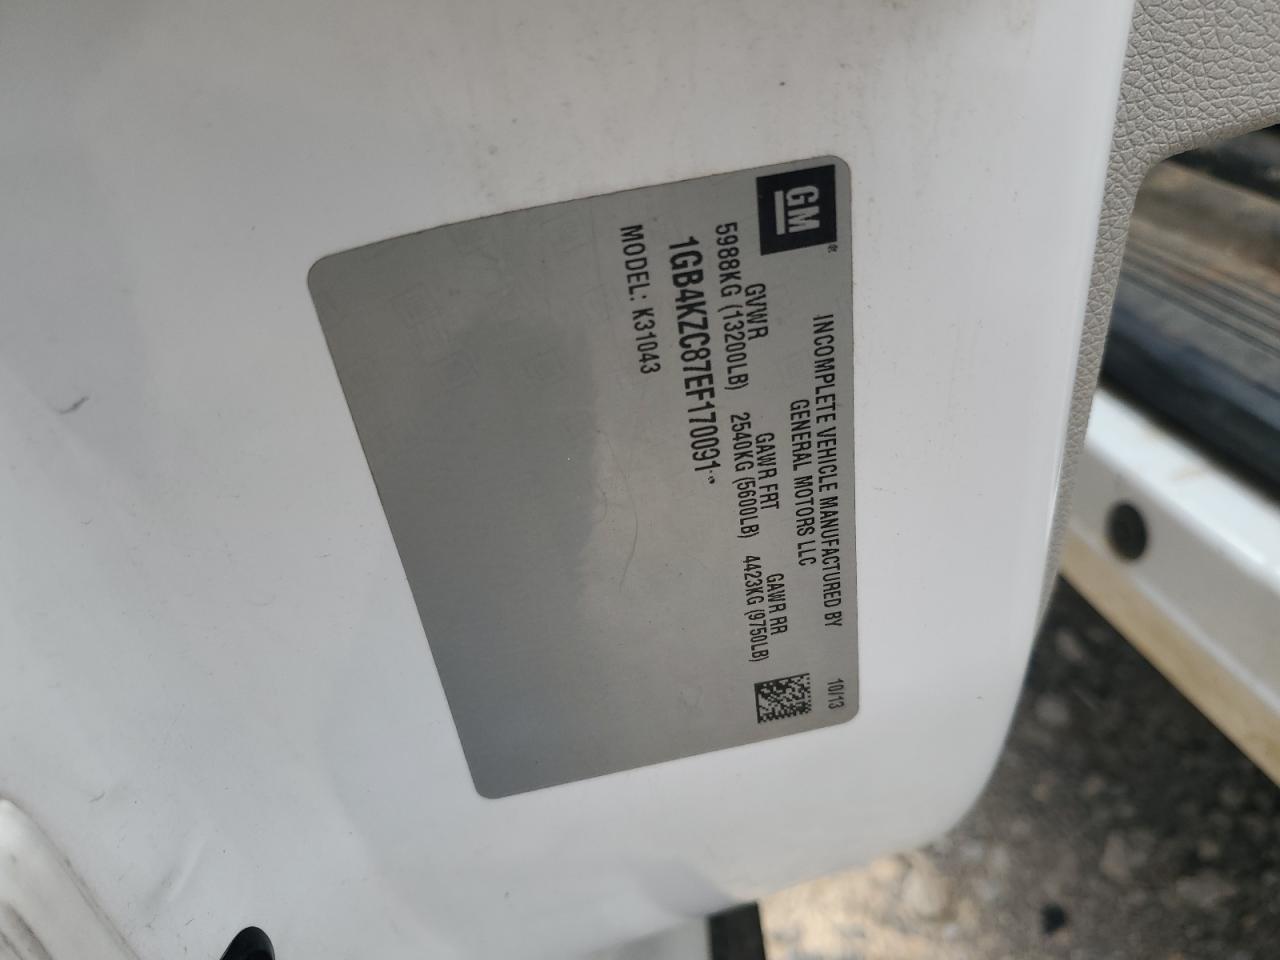 GM
INCOMPLETE VEHICLE MANUFACTURED BY 10/13
GENERAL MOTORS LLC
GVWR GAWR FRT GAWR RR
5988KG (13200LB) 2540KG (5600LB) 4423KG (9750LB)
1GB4KZC87EF170091
MODEL: K31043